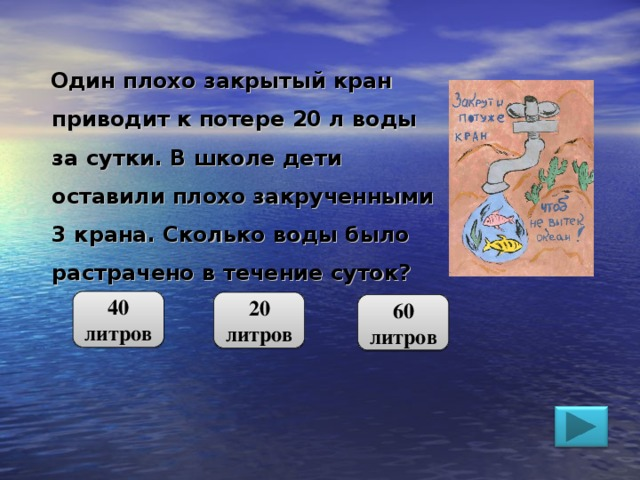 Один плохо закрытый кран
приводит к потере 20 л воды
за сутки. В школе дети
оставили плохо закрученными
3 крана. Сколько воды было
растрачено в течение суток?
Закрути
потуже
кран
чтоб
не вытек
океан!
40
литров
20
литров
60
литров